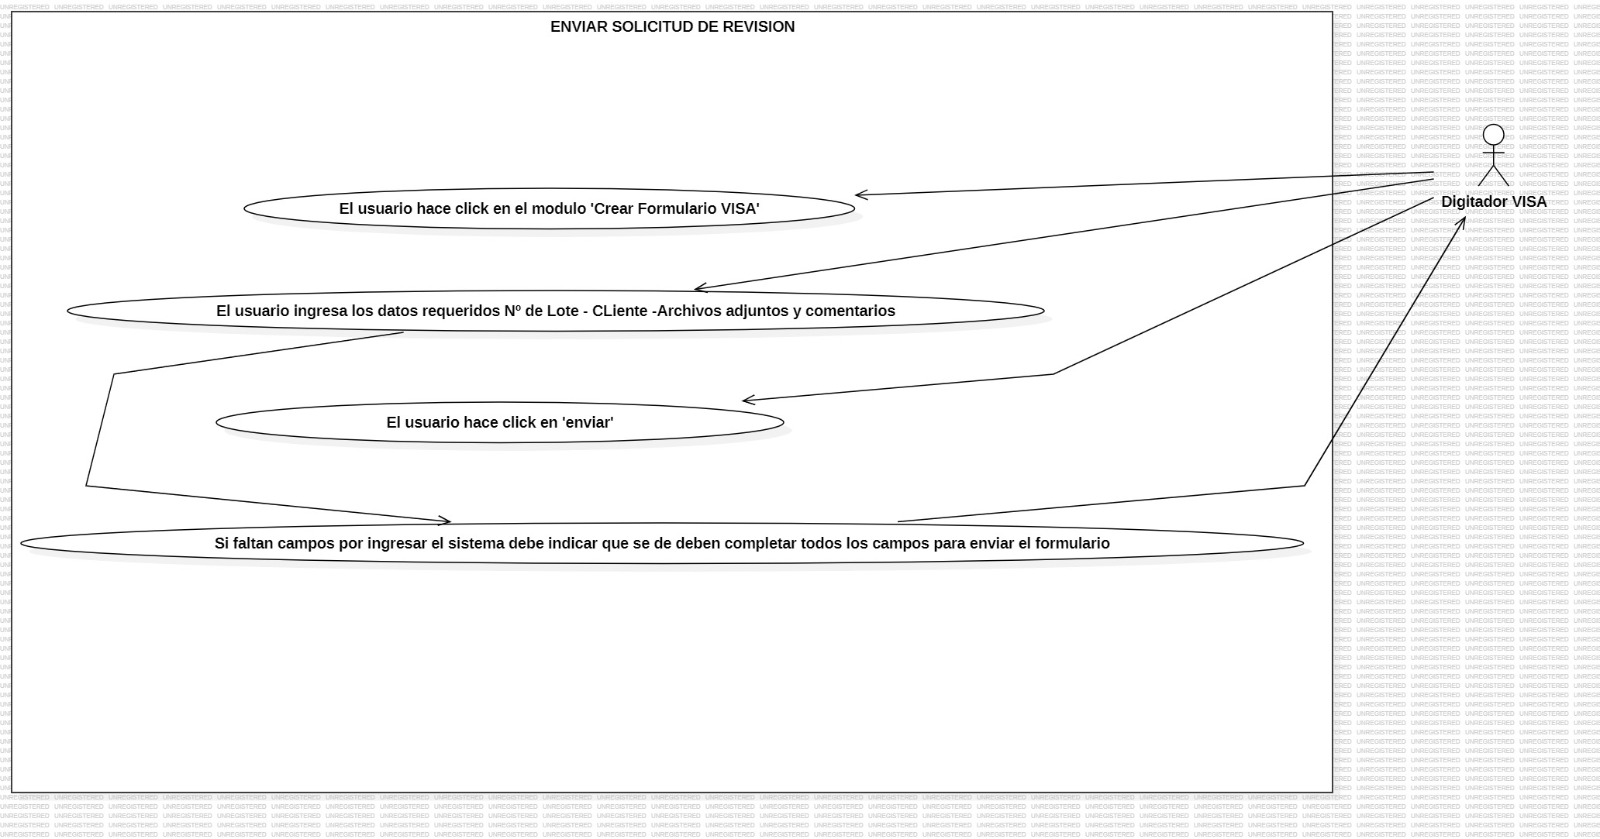 ENVIAR SOLICITUD DE REVISION
Digitador VISA
El usuario hace click en el modulo 'Crear Formulario VISA'
El usuario ingresa los datos requeridos Nº de Lote - CLiente -Archivos adjuntos y comentarios
El usuario hace click en 'enviar'
Si faltan campos por ingresar el sistema debe indicar que se de deben completar todos los campos para enviar el formulario
UNREGISTERED